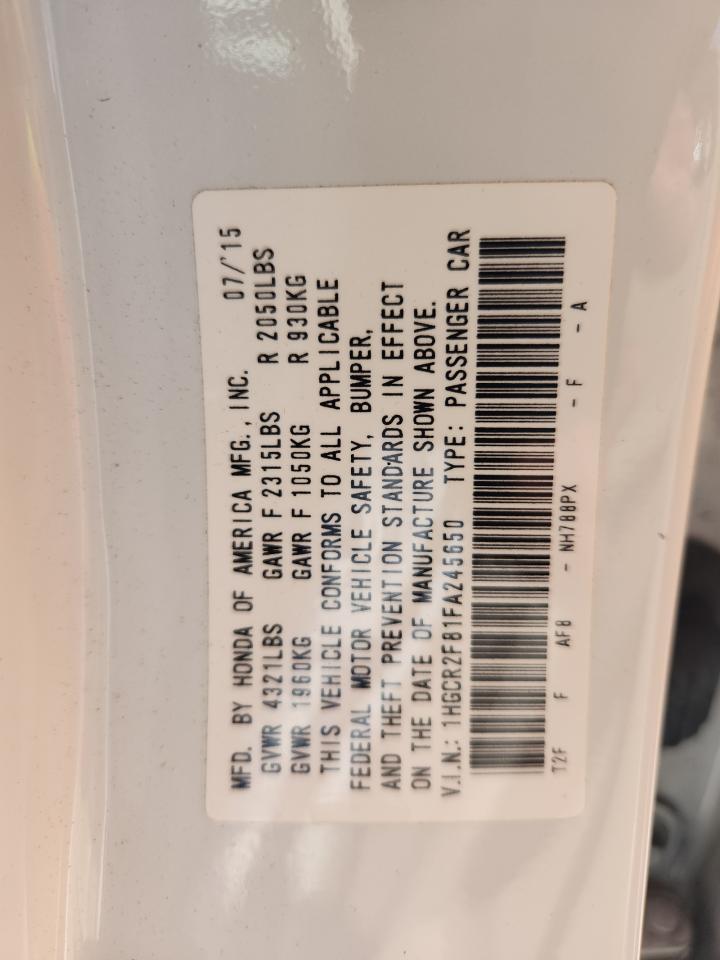 MFD. BY HONDA OF AMERICA MFG., INC. 07/'15
GVWR 4321LBS GAWR F 2315LBS R 2050LBS
GVWR 1960KG GAWR F 1050KG R 930KG
THIS VEHICLE CONFORMS TO ALL APPLICABLE
FEDERAL MOTOR VEHICLE SAFETY, BUMPER,
AND THEFT PREVENTION STANDARDS IN EFFECT
ON THE DATE OF MANUFACTURE SHOWN ABOVE.
V.I.N.: 1HGCR2F81FA245650 TYPE: PASSENGER CAR
T2F F AF8 - NH788PX - F - A